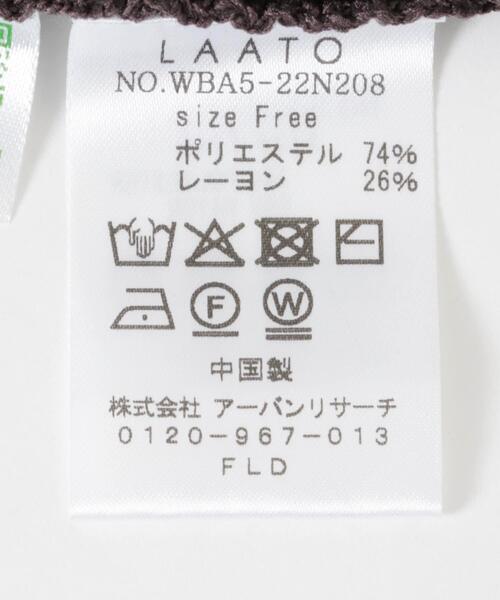 LAATO
NO.WBA5-22N208
size Free
ポリエステル 74%
レーヨン 26%
F W
中国製
株式会社 アーバンリサーチ
0120-967-013
FLD